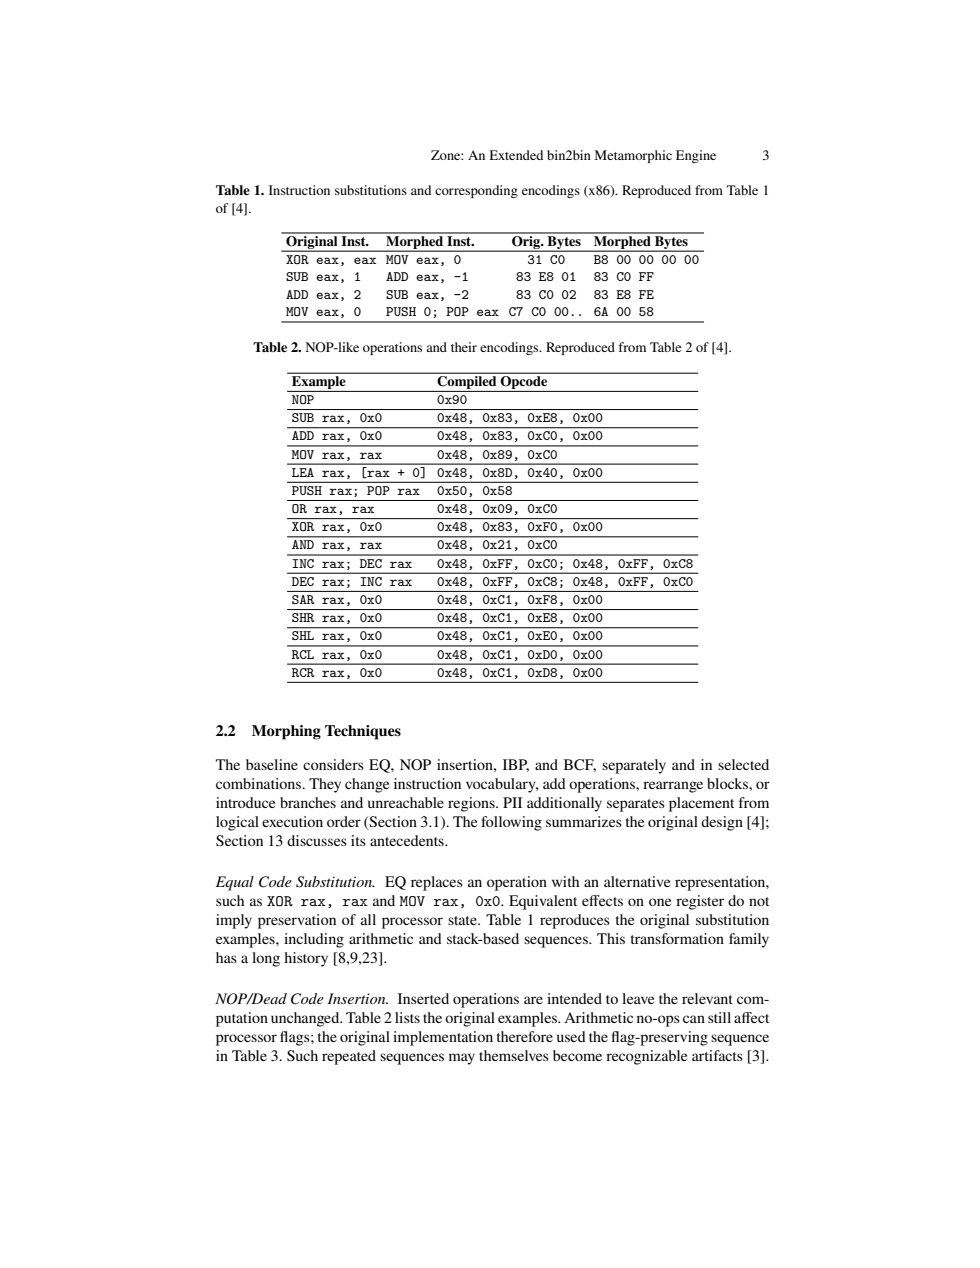 Zone: An Extended bin2bin Metamorphic Engine 3
Table 1. Instruction substitutions and corresponding encodings (x86). Reproduced from Table 1
of [4].
Original Inst. Morphed Inst. Orig. Bytes Morphed Bytes
XOR eax, eax MOV eax, 0 31 C0 B8 00 00 00 00
SUB eax, 1 ADD eax, -1 83 E8 01 83 C0 FF
ADD eax, 2 SUB eax, -2 83 C0 02 83 E8 FE
MOV eax, 0 PUSH 0; POP eax C7 C0 00.. 6A 00 58
Table 2. NOP-like operations and their encodings. Reproduced from Table 2 of [4].
Example Compiled Opcode
NOP 0x90
SUB rax, 0x0 0x48, 0x83, 0xE8, 0x00
ADD rax, 0x0 0x48, 0x83, 0xC0, 0x00
MOV rax, rax 0x48, 0x89, 0xC0
LEA rax, [rax + 0] 0x48, 0x8D, 0x40, 0x00
PUSH rax; POP rax 0x50, 0x58
OR rax, rax 0x48, 0x09, 0xC0
XOR rax, 0x0 0x48, 0x83, 0xF0, 0x00
AND rax, rax 0x48, 0x21, 0xC0
INC rax; DEC rax 0x48, 0xFF, 0xC0; 0x48, 0xFF, 0xC8
DEC rax; INC rax 0x48, 0xFF, 0xC8; 0x48, 0xFF, 0xC0
SAR rax, 0x0 0x48, 0xC1, 0xF8, 0x00
SHR rax, 0x0 0x48, 0xC1, 0xE8, 0x00
SHL rax, 0x0 0x48, 0xC1, 0xE0, 0x00
RCL rax, 0x0 0x48, 0xC1, 0xD0, 0x00
RCR rax, 0x0 0x48, 0xC1, 0xD8, 0x00
2.2 Morphing Techniques
The baseline considers EQ, NOP insertion, IBP, and BCF, separately and in selected
combinations. They change instruction vocabulary, add operations, rearrange blocks, or
introduce branches and unreachable regions. PII additionally separates placement from
logical execution order (Section 3.1). The following summarizes the original design [4];
Section 13 discusses its antecedents.
Equal Code Substitution. EQ replaces an operation with an alternative representation,
such as XOR rax, rax and MOV rax, 0x0. Equivalent effects on one register do not
imply preservation of all processor state. Table 1 reproduces the original substitution
examples, including arithmetic and stack-based sequences. This transformation family
has a long history [8,9,23].
NOP/Dead Code Insertion. Inserted operations are intended to leave the relevant com-
putation unchanged. Table 2 lists the original examples. Arithmetic no-ops can still affect
processor flags; the original implementation therefore used the flag-preserving sequence
in Table 3. Such repeated sequences may themselves become recognizable artifacts [3].